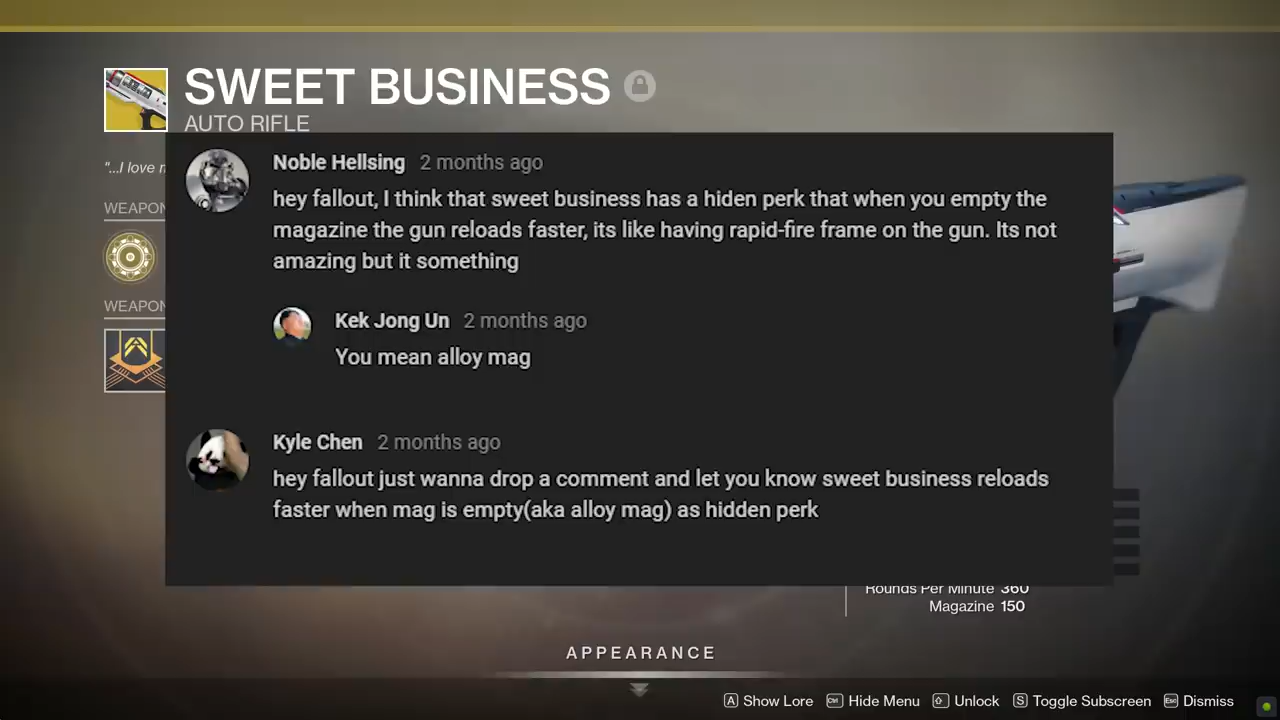 SWEET BUSINESS
AUTO RIFLE
"...I love
WEAPON
WEAPON
Noble Hellsing 2 months ago
hey fallout, I think that sweet business has a hiden perk that when you empty the
magazine the gun reloads faster, its like having rapid-fire frame on the gun. Its not
amazing but it something
Kek Jong Un 2 months ago
You mean alloy mag
Kyle Chen 2 months ago
hey fallout just wanna drop a comment and let you know sweet business reloads
faster when mag is empty(aka alloy mag) as hidden perk
Rounds Per Minute 360
Magazine 150
APPEARANCE
A Show Lore Ctrl Hide Menu Unlock S Toggle Subscreen Esc Dismiss